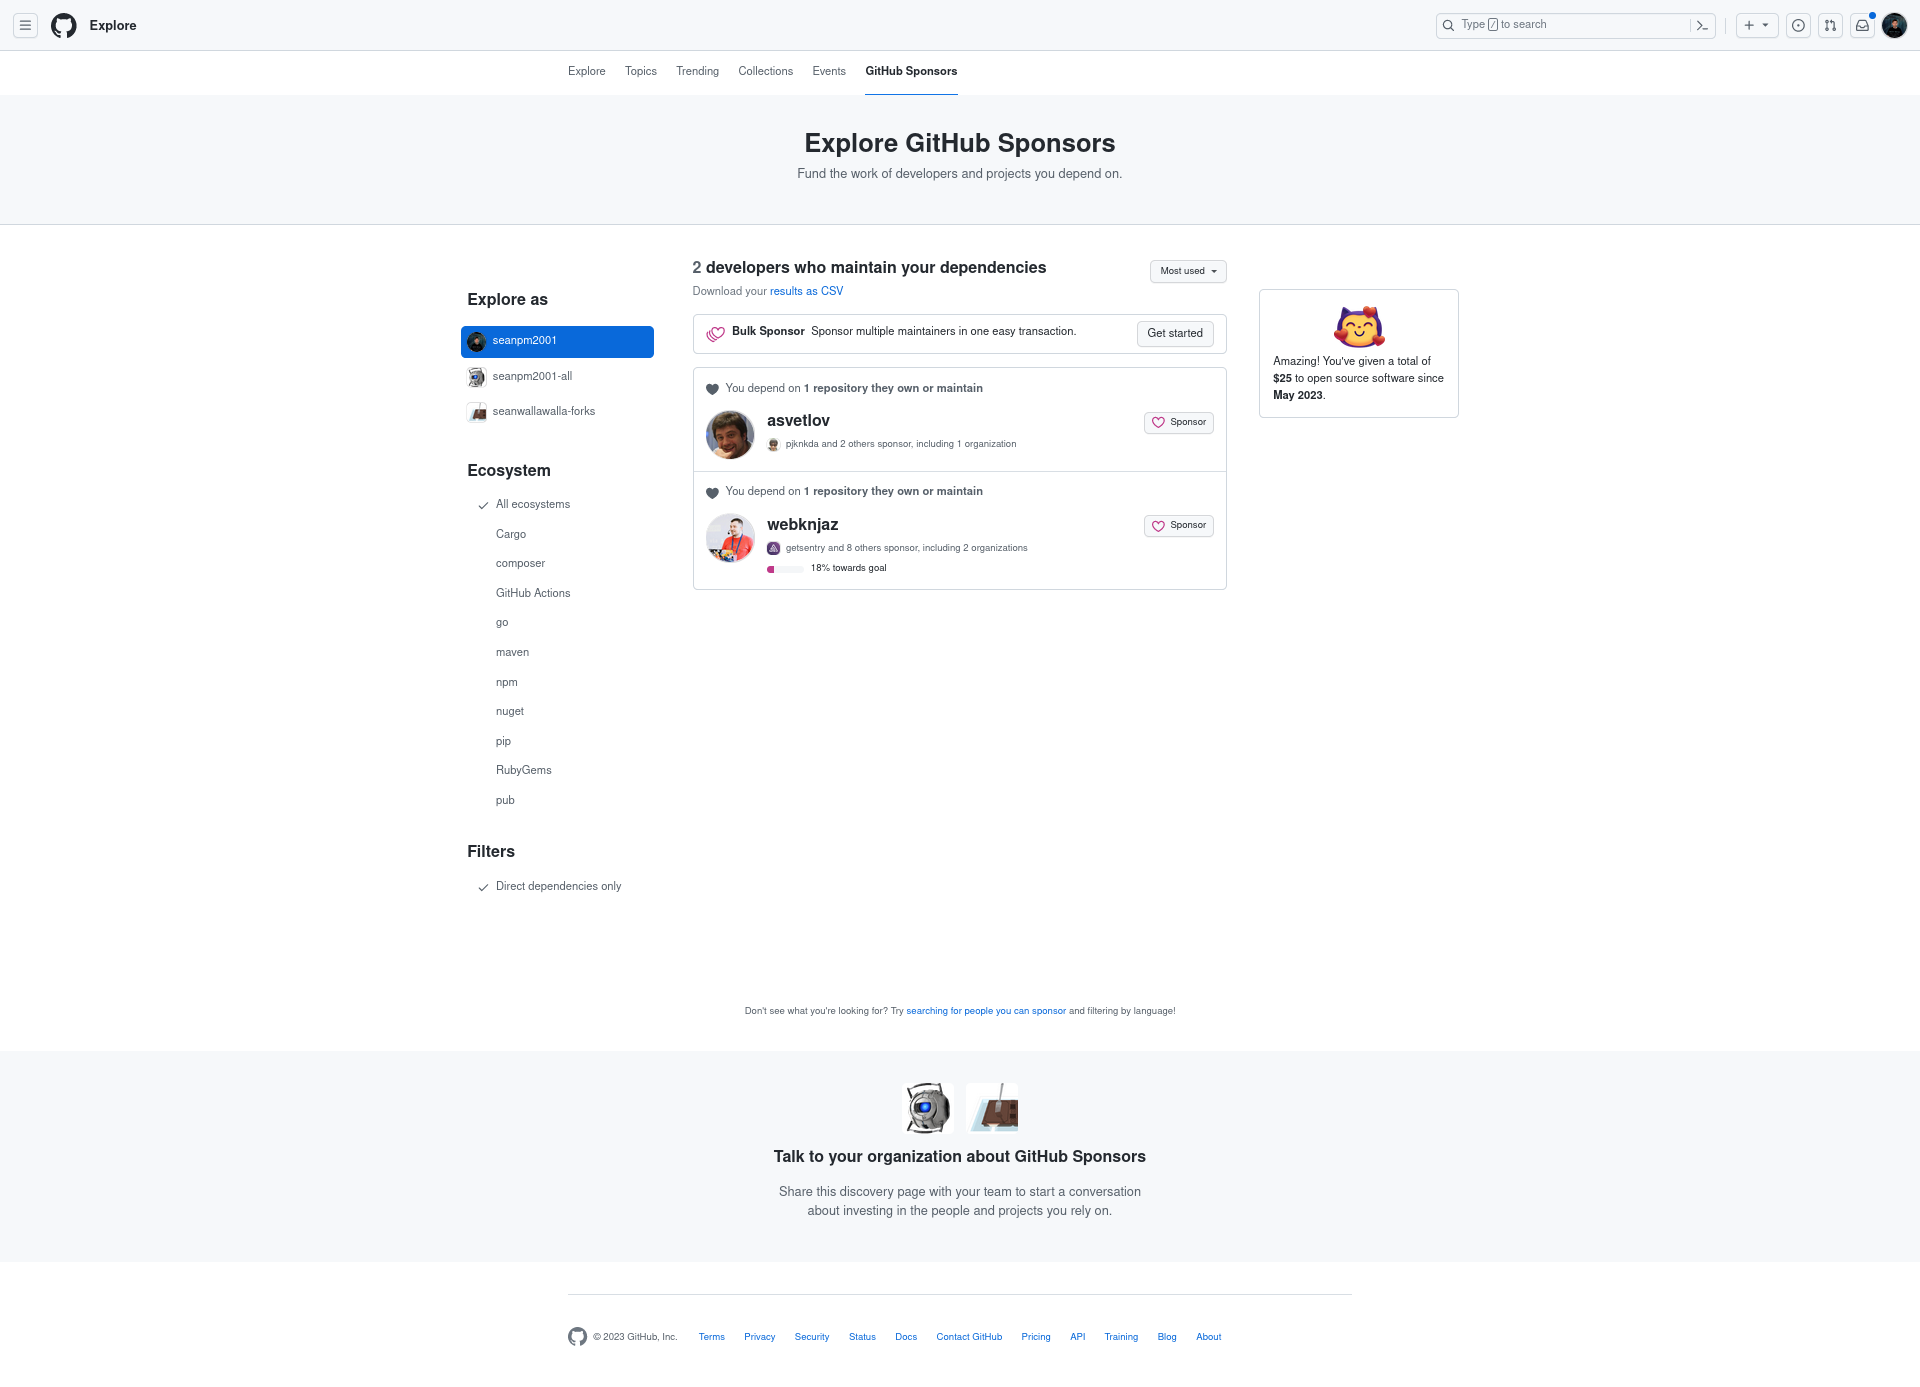 Explore
Type / to search
Explore Topics Trending Collections Events GitHub Sponsors
Explore GitHub Sponsors
Fund the work of developers and projects you depend on.
Explore as
seanpm2001
seanpm2001-all
seanwallawalla-forks
Ecosystem
All ecosystems
Cargo
composer
GitHub Actions
go
maven
npm
nuget
pip
RubyGems
pub
Filters
Direct dependencies only
2 developers who maintain your dependencies
Most used
Download your results as CSV
Bulk Sponsor Sponsor multiple maintainers in one easy transaction.
Get started
You depend on 1 repository they own or maintain
asvetlov
Sponsor
pjknkda and 2 others sponsor, including 1 organization
You depend on 1 repository they own or maintain
webknjaz
Sponsor
getsentry and 8 others sponsor, including 2 organizations
18% towards goal
Amazing! You've given a total of
$25 to open source software since
May 2023.
Don't see what you're looking for? Try searching for people you can sponsor and filtering by language!
Talk to your organization about GitHub Sponsors
Share this discovery page with your team to start a conversation
about investing in the people and projects you rely on.
© 2023 GitHub, Inc. Terms Privacy Security Status Docs Contact GitHub Pricing API Training Blog About